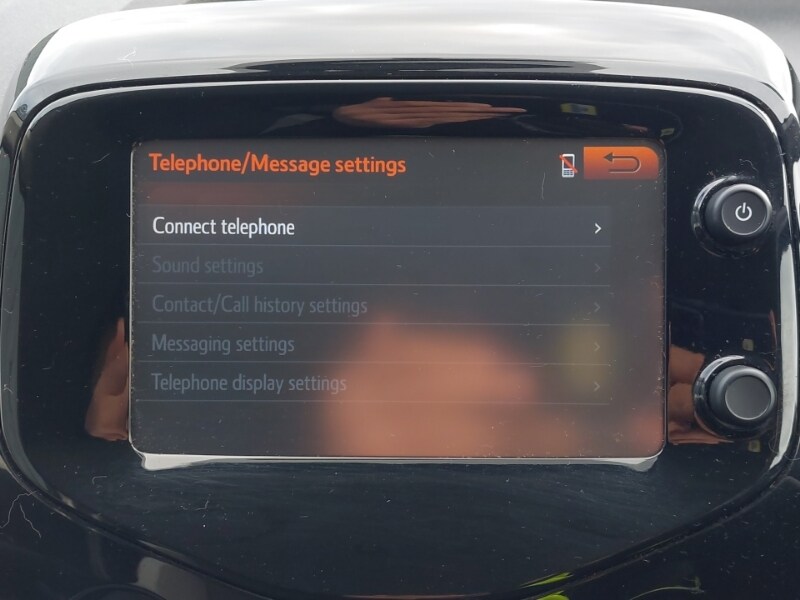 Telephone/Message settings
Connect telephone
Sound settings
Contact/Call history settings
Messaging settings
Telephone display settings